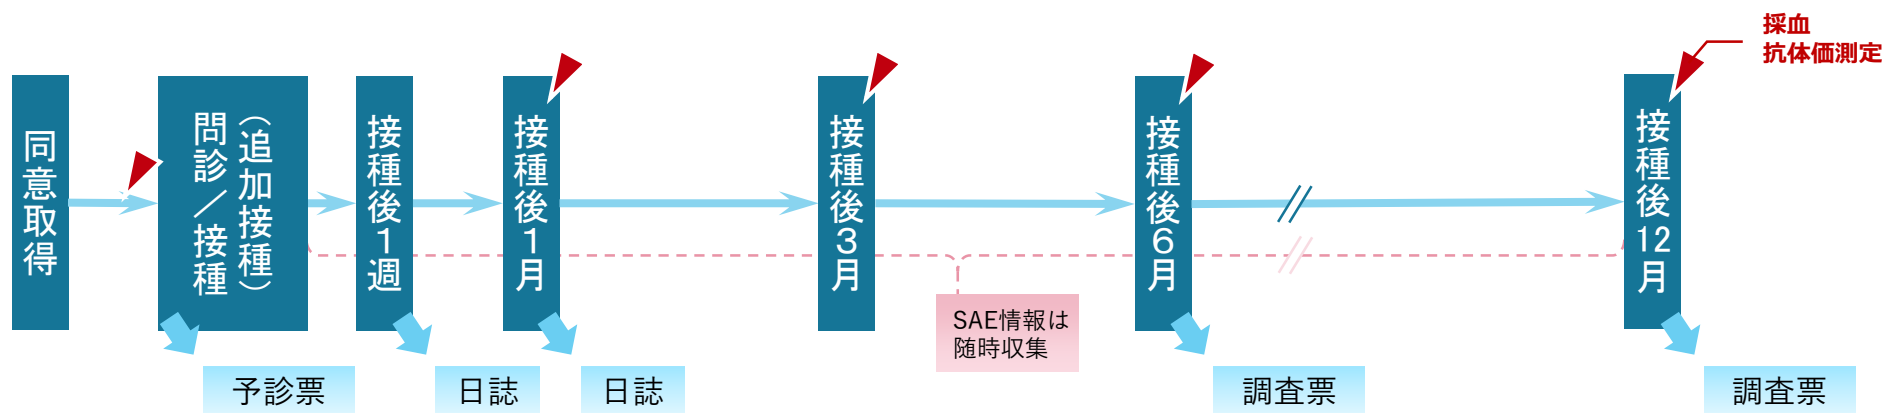 採血
抗体価測定
同意取得
(追加接種)
問診/接種
接種後1週
接種後1月
接種後3月
接種後6月
接種後12月
SAE情報は
随時収集
予診票
日誌
日誌
調査票
調査票